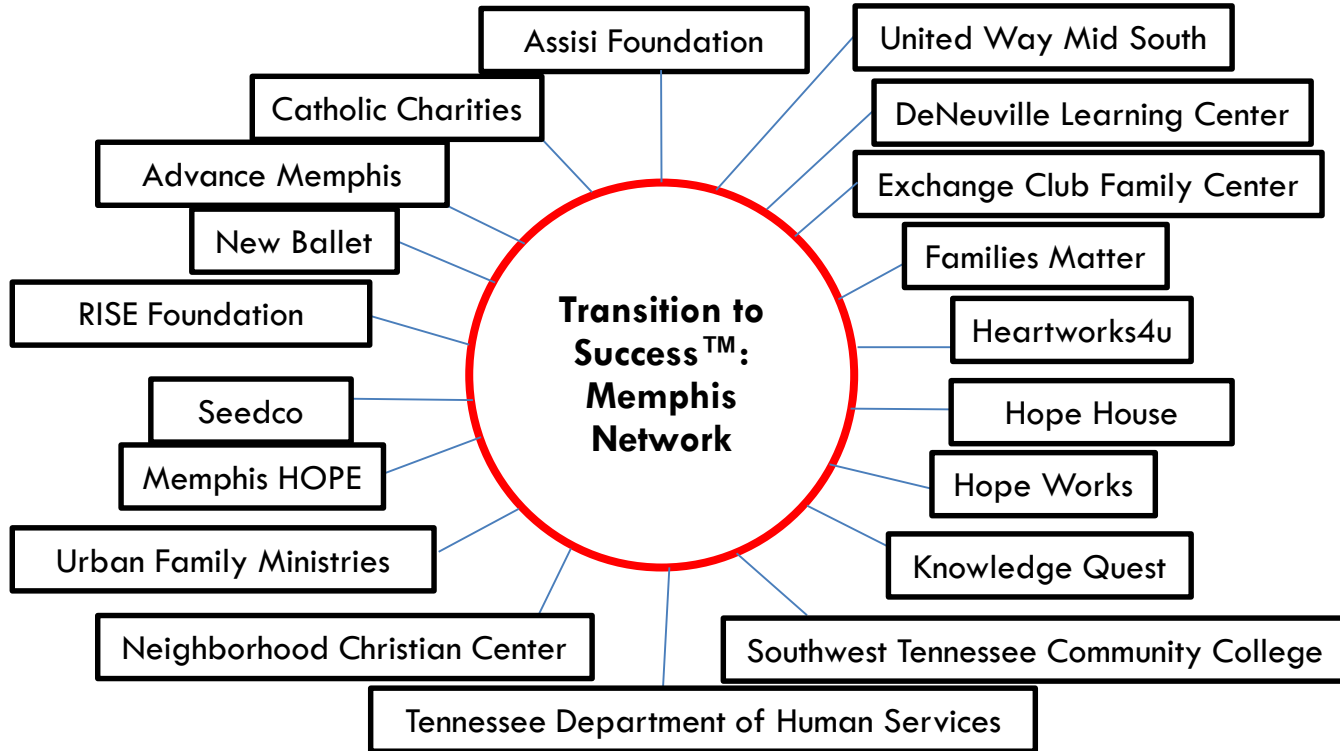 Assisi Foundation
United Way Mid South
Catholic Charities
DeNeuville Learning Center
Advance Memphis
Exchange Club Family Center
New Ballet
Families Matter
RISE Foundation
Heartworks4u
Transition to
Success™:
Memphis
Network
Seedco
Hope House
Memphis HOPE
Hope Works
Urban Family Ministries
Knowledge Quest
Neighborhood Christian Center
Southwest Tennessee Community College
Tennessee Department of Human Services